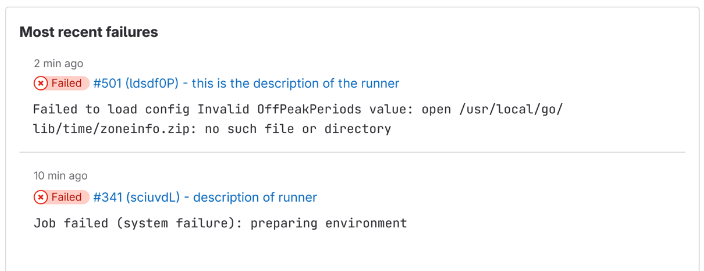 Most recent failures
2 min ago
Failed #501 (ldsdf0P) - this is the description of the runner
Failed to load config Invalid OffPeakPeriods value: open /usr/local/go/
lib/time/zoneinfo.zip: no such file or directory
10 min ago
Failed #341 (sciuvdL) - description of runner
Job failed (system failure): preparing environment